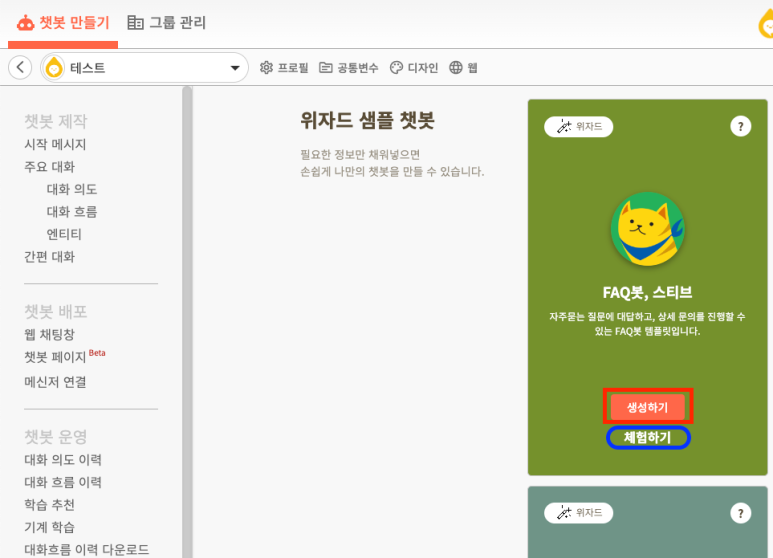 챗봇 만들기 그룹 관리
테스트 프로필 공통변수 디자인 웹
챗봇 제작
시작 메시지
주요 대화
대화 의도
대화 흐름
엔티티
간편 대화
챗봇 배포
웹 채팅창
챗봇 페이지 Beta
메신저 연결
챗봇 운영
대화 의도 이력
대화 흐름 이력
학습 추천
기계 학습
대화흐름 이력 다운로드
위자드 샘플 챗봇
필요한 정보만 채워넣으면
손쉽게 나만의 챗봇을 만들 수 있습니다.
위자드 ?
FAQ봇, 스티브
자주묻는 질문에 대답하고, 상세 문의를 진행할 수
있는 FAQ봇 템플릿입니다.
생성하기
체험하기
위자드 ?